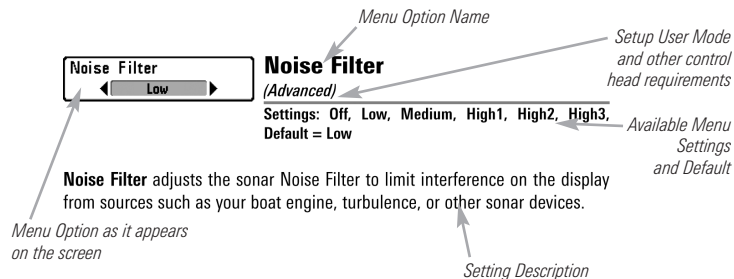 Menu Option Name
Setup User Mode
and other control
head requirements
Noise Filter
Low
Noise Filter
(Advanced)
Settings: Off, Low, Medium, High1, High2, High3,
Default = Low
Available Menu
Settings
and Default
Noise Filter adjusts the sonar Noise Filter to limit interference on the display
from sources such as your boat engine, turbulence, or other sonar devices.
Menu Option as it appears
on the screen
Setting Description